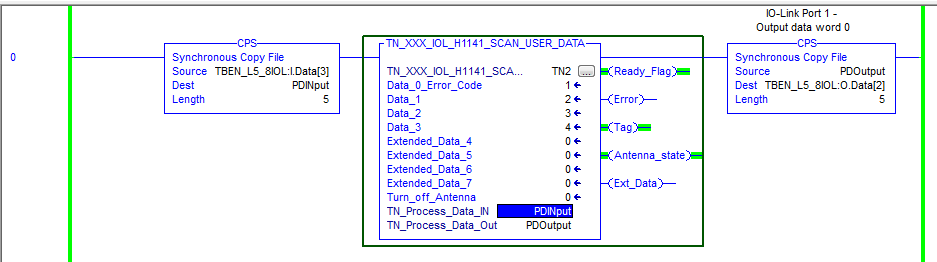 IO-Link Port 1 -
Output data word 0
0
CPS
Synchronous Copy File
Source TBEN_L5_8IOL:I.Data[3]
Dest PDINput
Length 5
TN_XXX_IOL_H1141_SCAN_USER_DATA
TN_XXX_IOL_H1141_SCA... TN2 ...
Data_0_Error_Code 1
Data_1 2
Data_2 3
Data_3 4
Extended_Data_4 0
Extended_Data_5 0
Extended_Data_6 0
Extended_Data_7 0
Turn_off_Antenna 0
TN_Process_Data_IN PDINput
TN_Process_Data_Out PDOutput
Ready_Flag
Error
Tag
Antenna_state
Ext_Data
CPS
Synchronous Copy File
Source PDOutput
Dest TBEN_L5_8IOL:O.Data[2]
Length 5